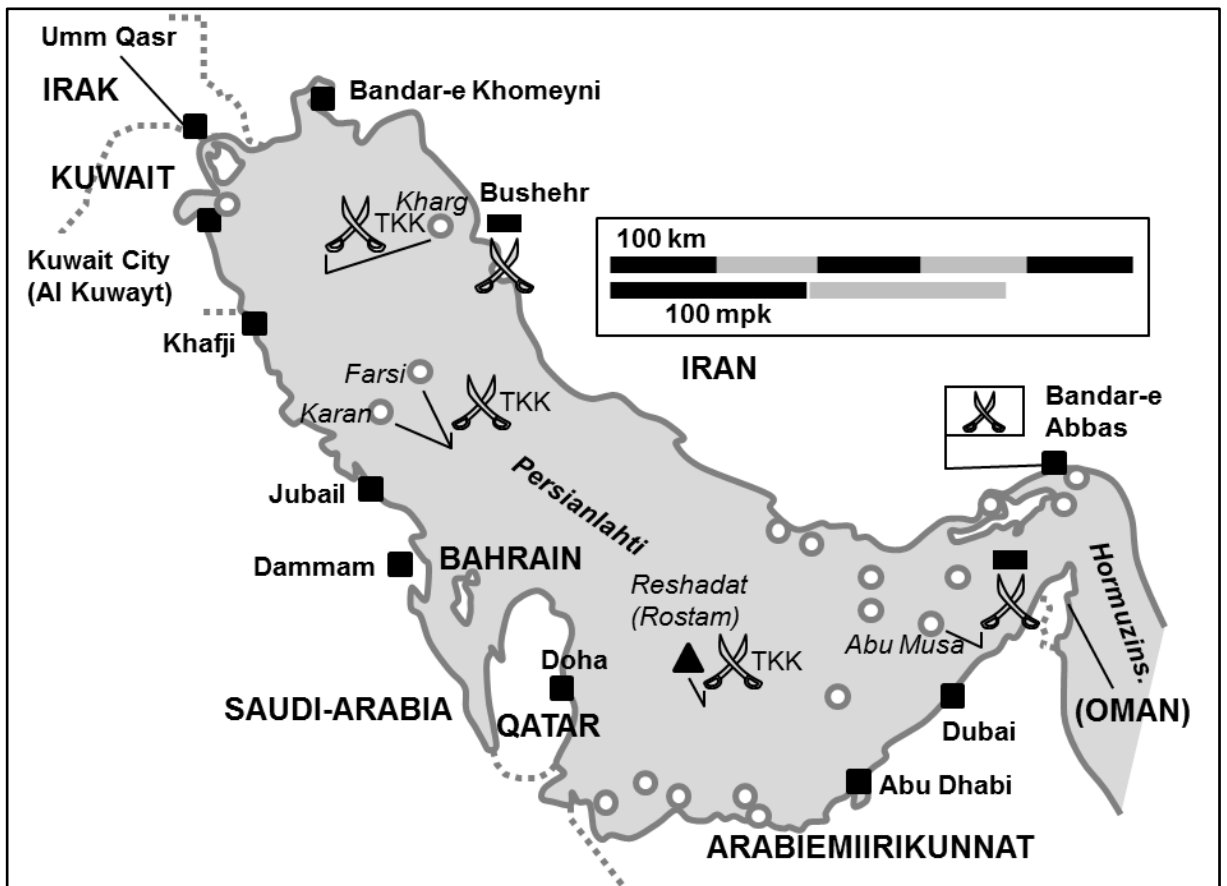 Umm Qasr
IRAK
Bandar-e Khomeyni
KUWAIT
Kharg
Bushehr
TKK
100 km
Kuwait City
(Al Kuwayt)
100 mpk
Khafji
IRAN
Farsi
TKK
Karan
Bandar-e
Abbas
Jubail
Persianlahti
Dammam
BAHRAIN
Hormuzins.
Reshadat
(Rostam)
Abu Musa
TKK
Doha
SAUDI-ARABIA
QATAR
(OMAN)
Dubai
Abu Dhabi
ARABIEMIIRIKUNNAT